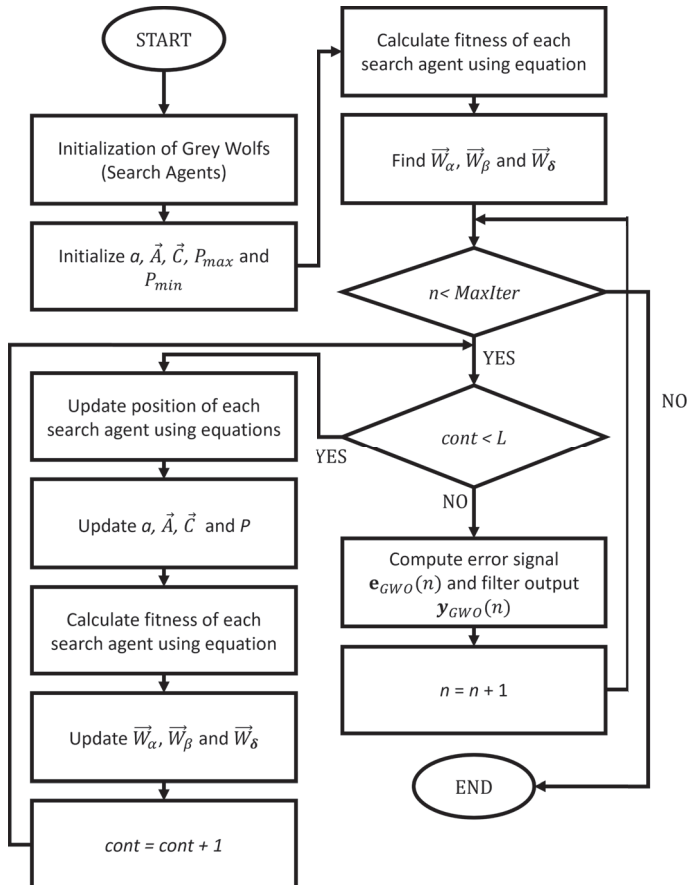 START
Initialization of Grey Wolfs
(Search Agents)
Initialize a, A⃗, C⃗, Pₘₐₓ and
Pₘᵢₙ
Calculate fitness of each
search agent using equation
Find W⃗_α, W⃗_β and W⃗_δ
n< MaxIter
YES
NO
cont < L
YES
NO
Update position of each
search agent using equations
Update a, A⃗, C⃗ and P
Calculate fitness of each
search agent using equation
Update W⃗_α, W⃗_β and W⃗_δ
cont = cont + 1
Compute error signal
e_GWO(n) and filter output
y_GWO(n)
n = n + 1
END